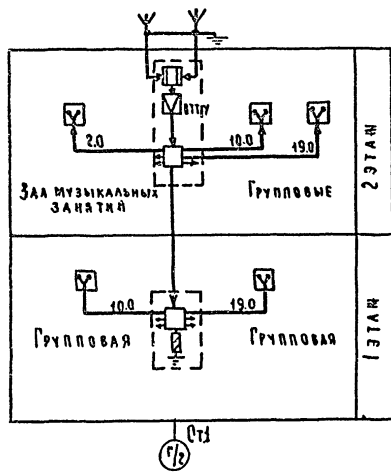 ВТПУ
2.0
10.0
19.0
Зал музыкальных
занятий
Групповые
2 этаж
10.0
19.0
Групповая
Групповая
1 этаж
Ст1